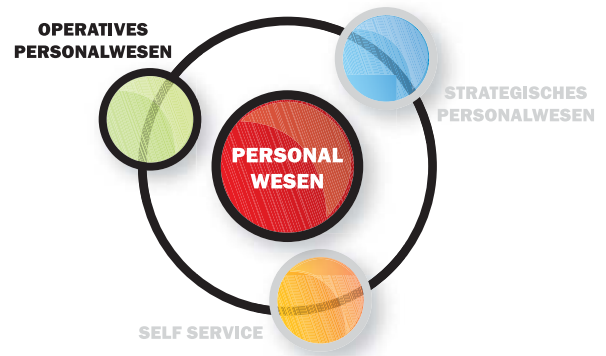 OPERATIVES
PERSONALWESEN
STRATEGISCHES
PERSONALWESEN
PERSONAL
WESEN
SELF SERVICE